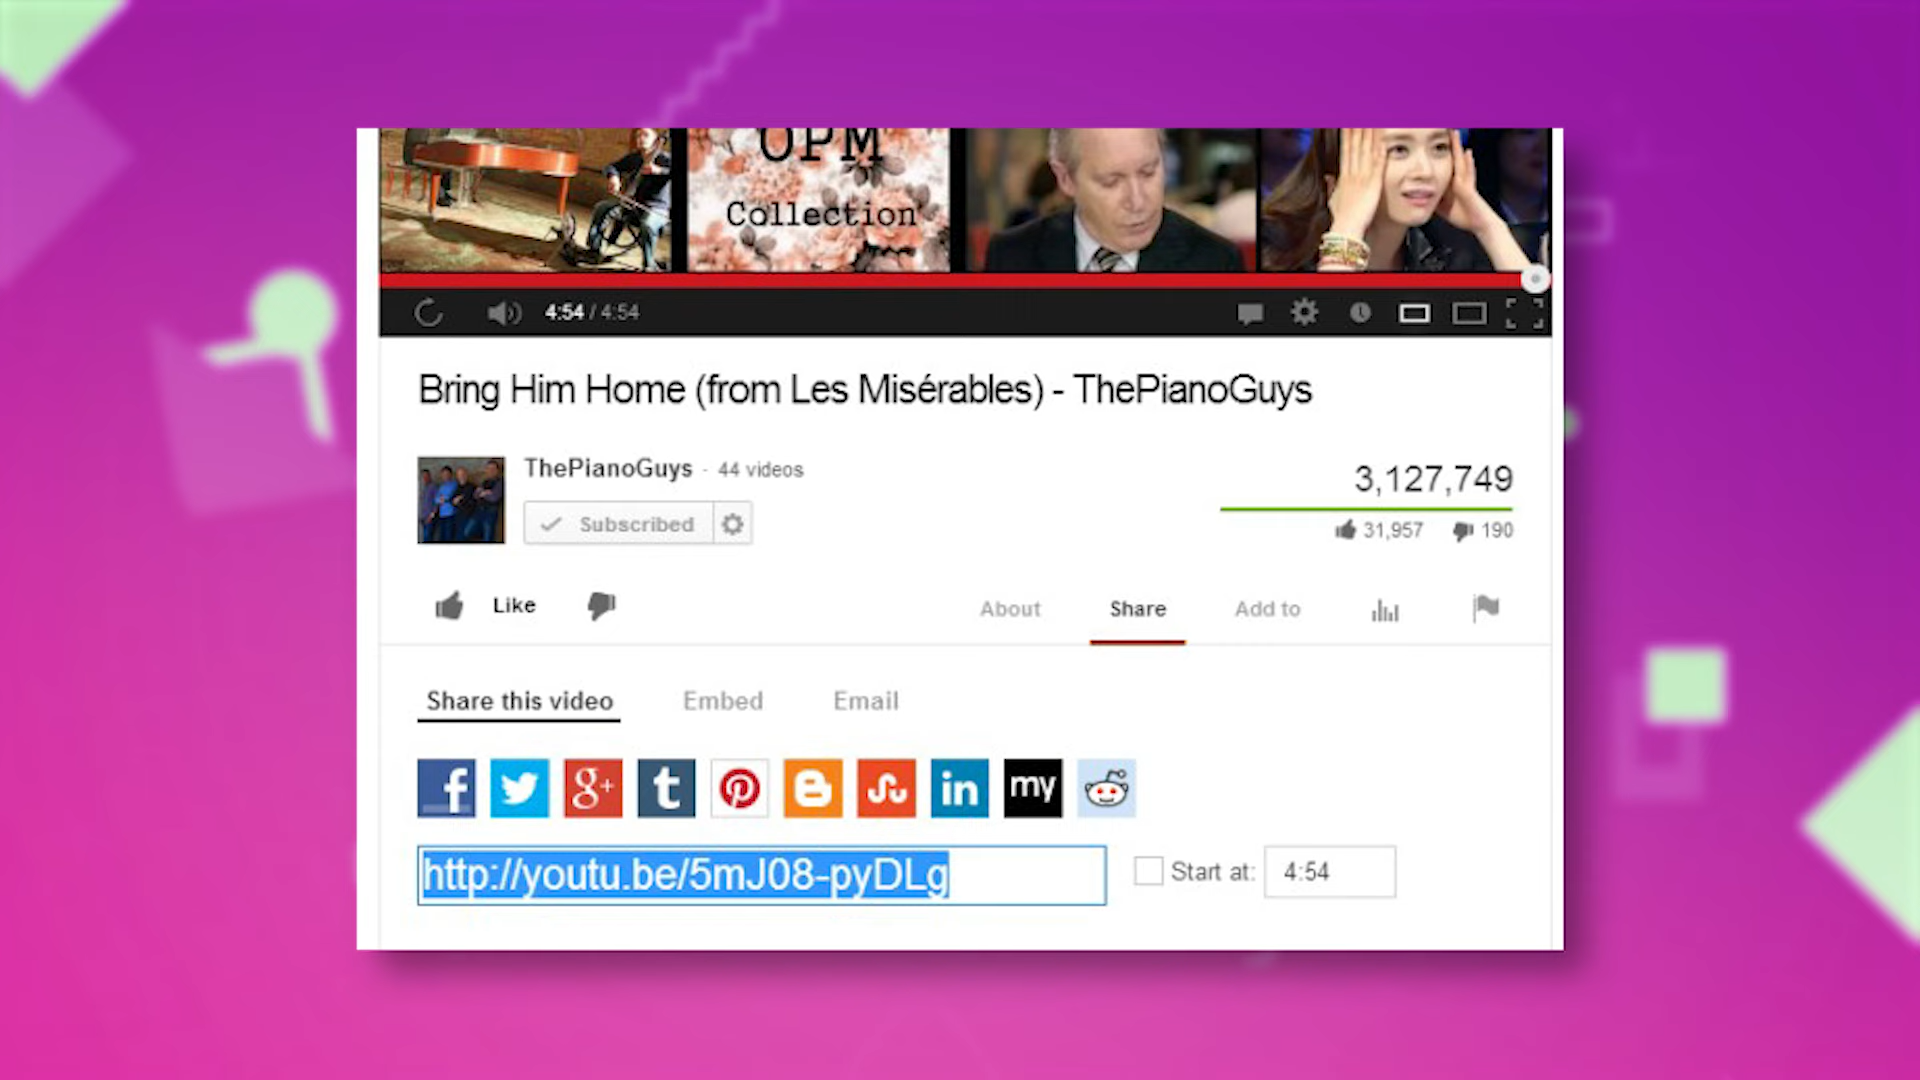 OPM
Collection
4:54 / 4:54
Bring Him Home (from Les Misérables) - ThePianoGuys
ThePianoGuys - 44 videos
Subscribed
3,127,749
31,957 190
Like
About Share Add to
Share this video Embed Email
f g+ t P B in my
http://youtu.be/5mJ08-pyDLg Start at: 4:54